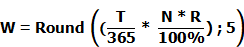 W = Round ((T/365 * N * R/100%) ; 5)